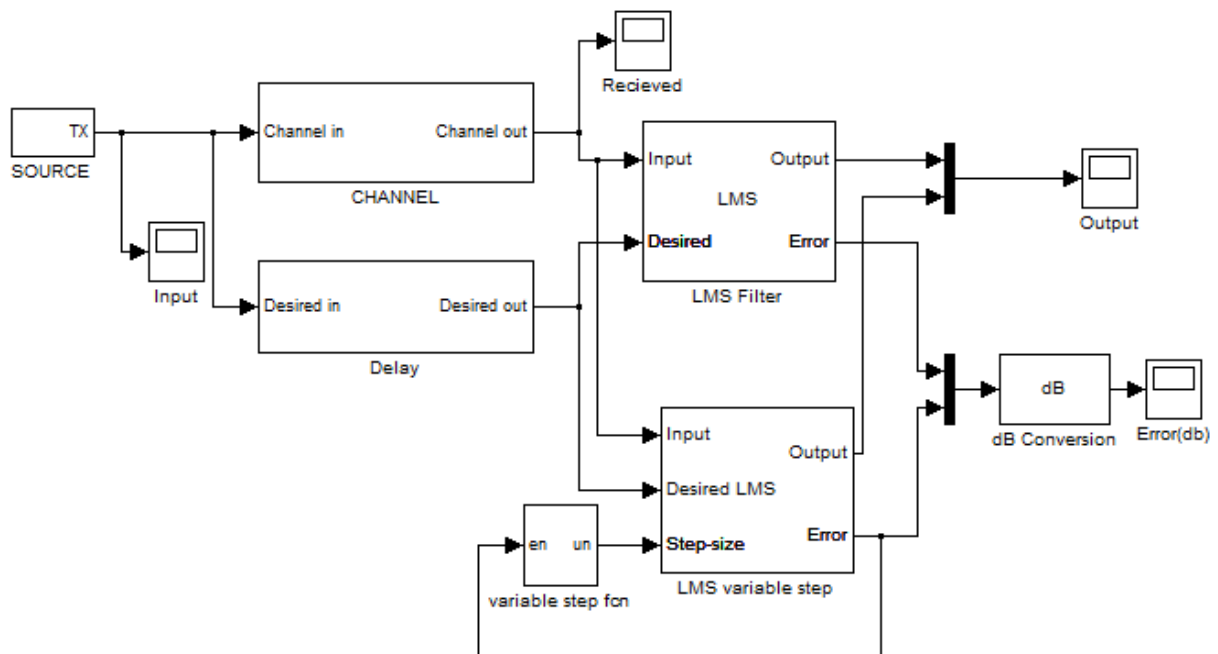 Recieved
TX
SOURCE
Channel in
Channel out
CHANNEL
Input
Output
LMS
Desired
Error
LMS Filter
Output
Input
Desired in
Desired out
Delay
dB
dB Conversion
Error(db)
Input
Output
Desired LMS
Step-size
Error
LMS variable step
en
un
variable step fcn